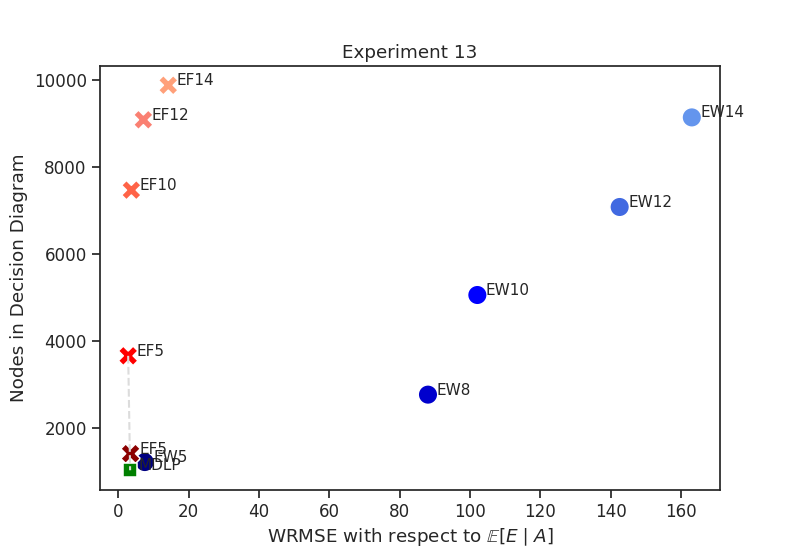 Experiment 13
Nodes in Decision Diagram
10000
8000
6000
4000
2000
EF14
EF12
EF10
EF5
EF5
EW5
MDLP
EW8
EW10
EW12
EW14
0 20 40 60 80 100 120 140 160
WRMSE with respect to 𝔼[E | A]